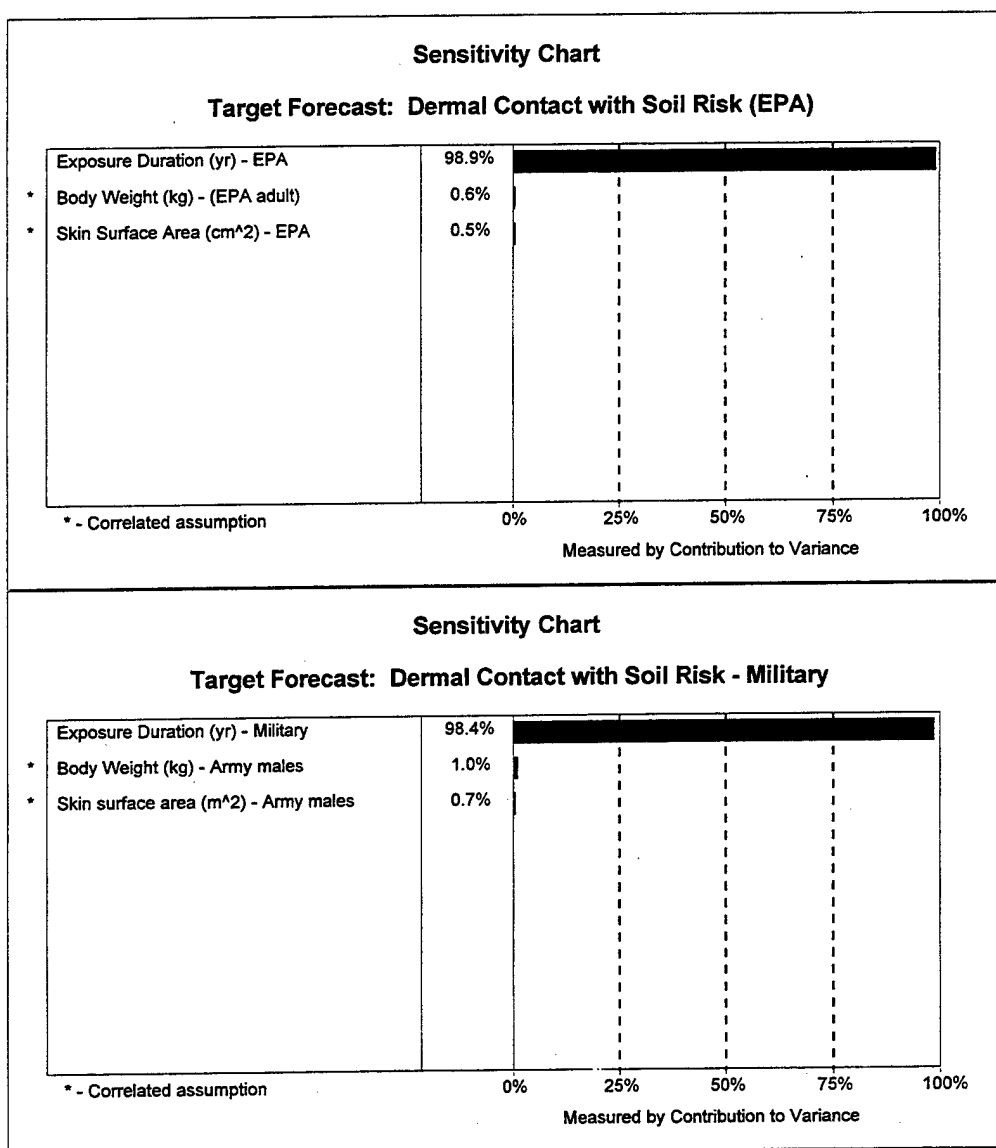 Sensitivity Chart
Target Forecast: Dermal Contact with Soil Risk (EPA)
Exposure Duration (yr) - EPA 98.9%
* Body Weight (kg) - (EPA adult) 0.6%
* Skin Surface Area (cm^2) - EPA 0.5%
* - Correlated assumption 0% 25% 50% 75% 100%
Measured by Contribution to Variance
Sensitivity Chart
Target Forecast: Dermal Contact with Soil Risk - Military
Exposure Duration (yr) - Military 98.4%
* Body Weight (kg) - Army males 1.0%
* Skin surface area (m^2) - Army males 0.7%
* - Correlated assumption 0% 25% 50% 75% 100%
Measured by Contribution to Variance